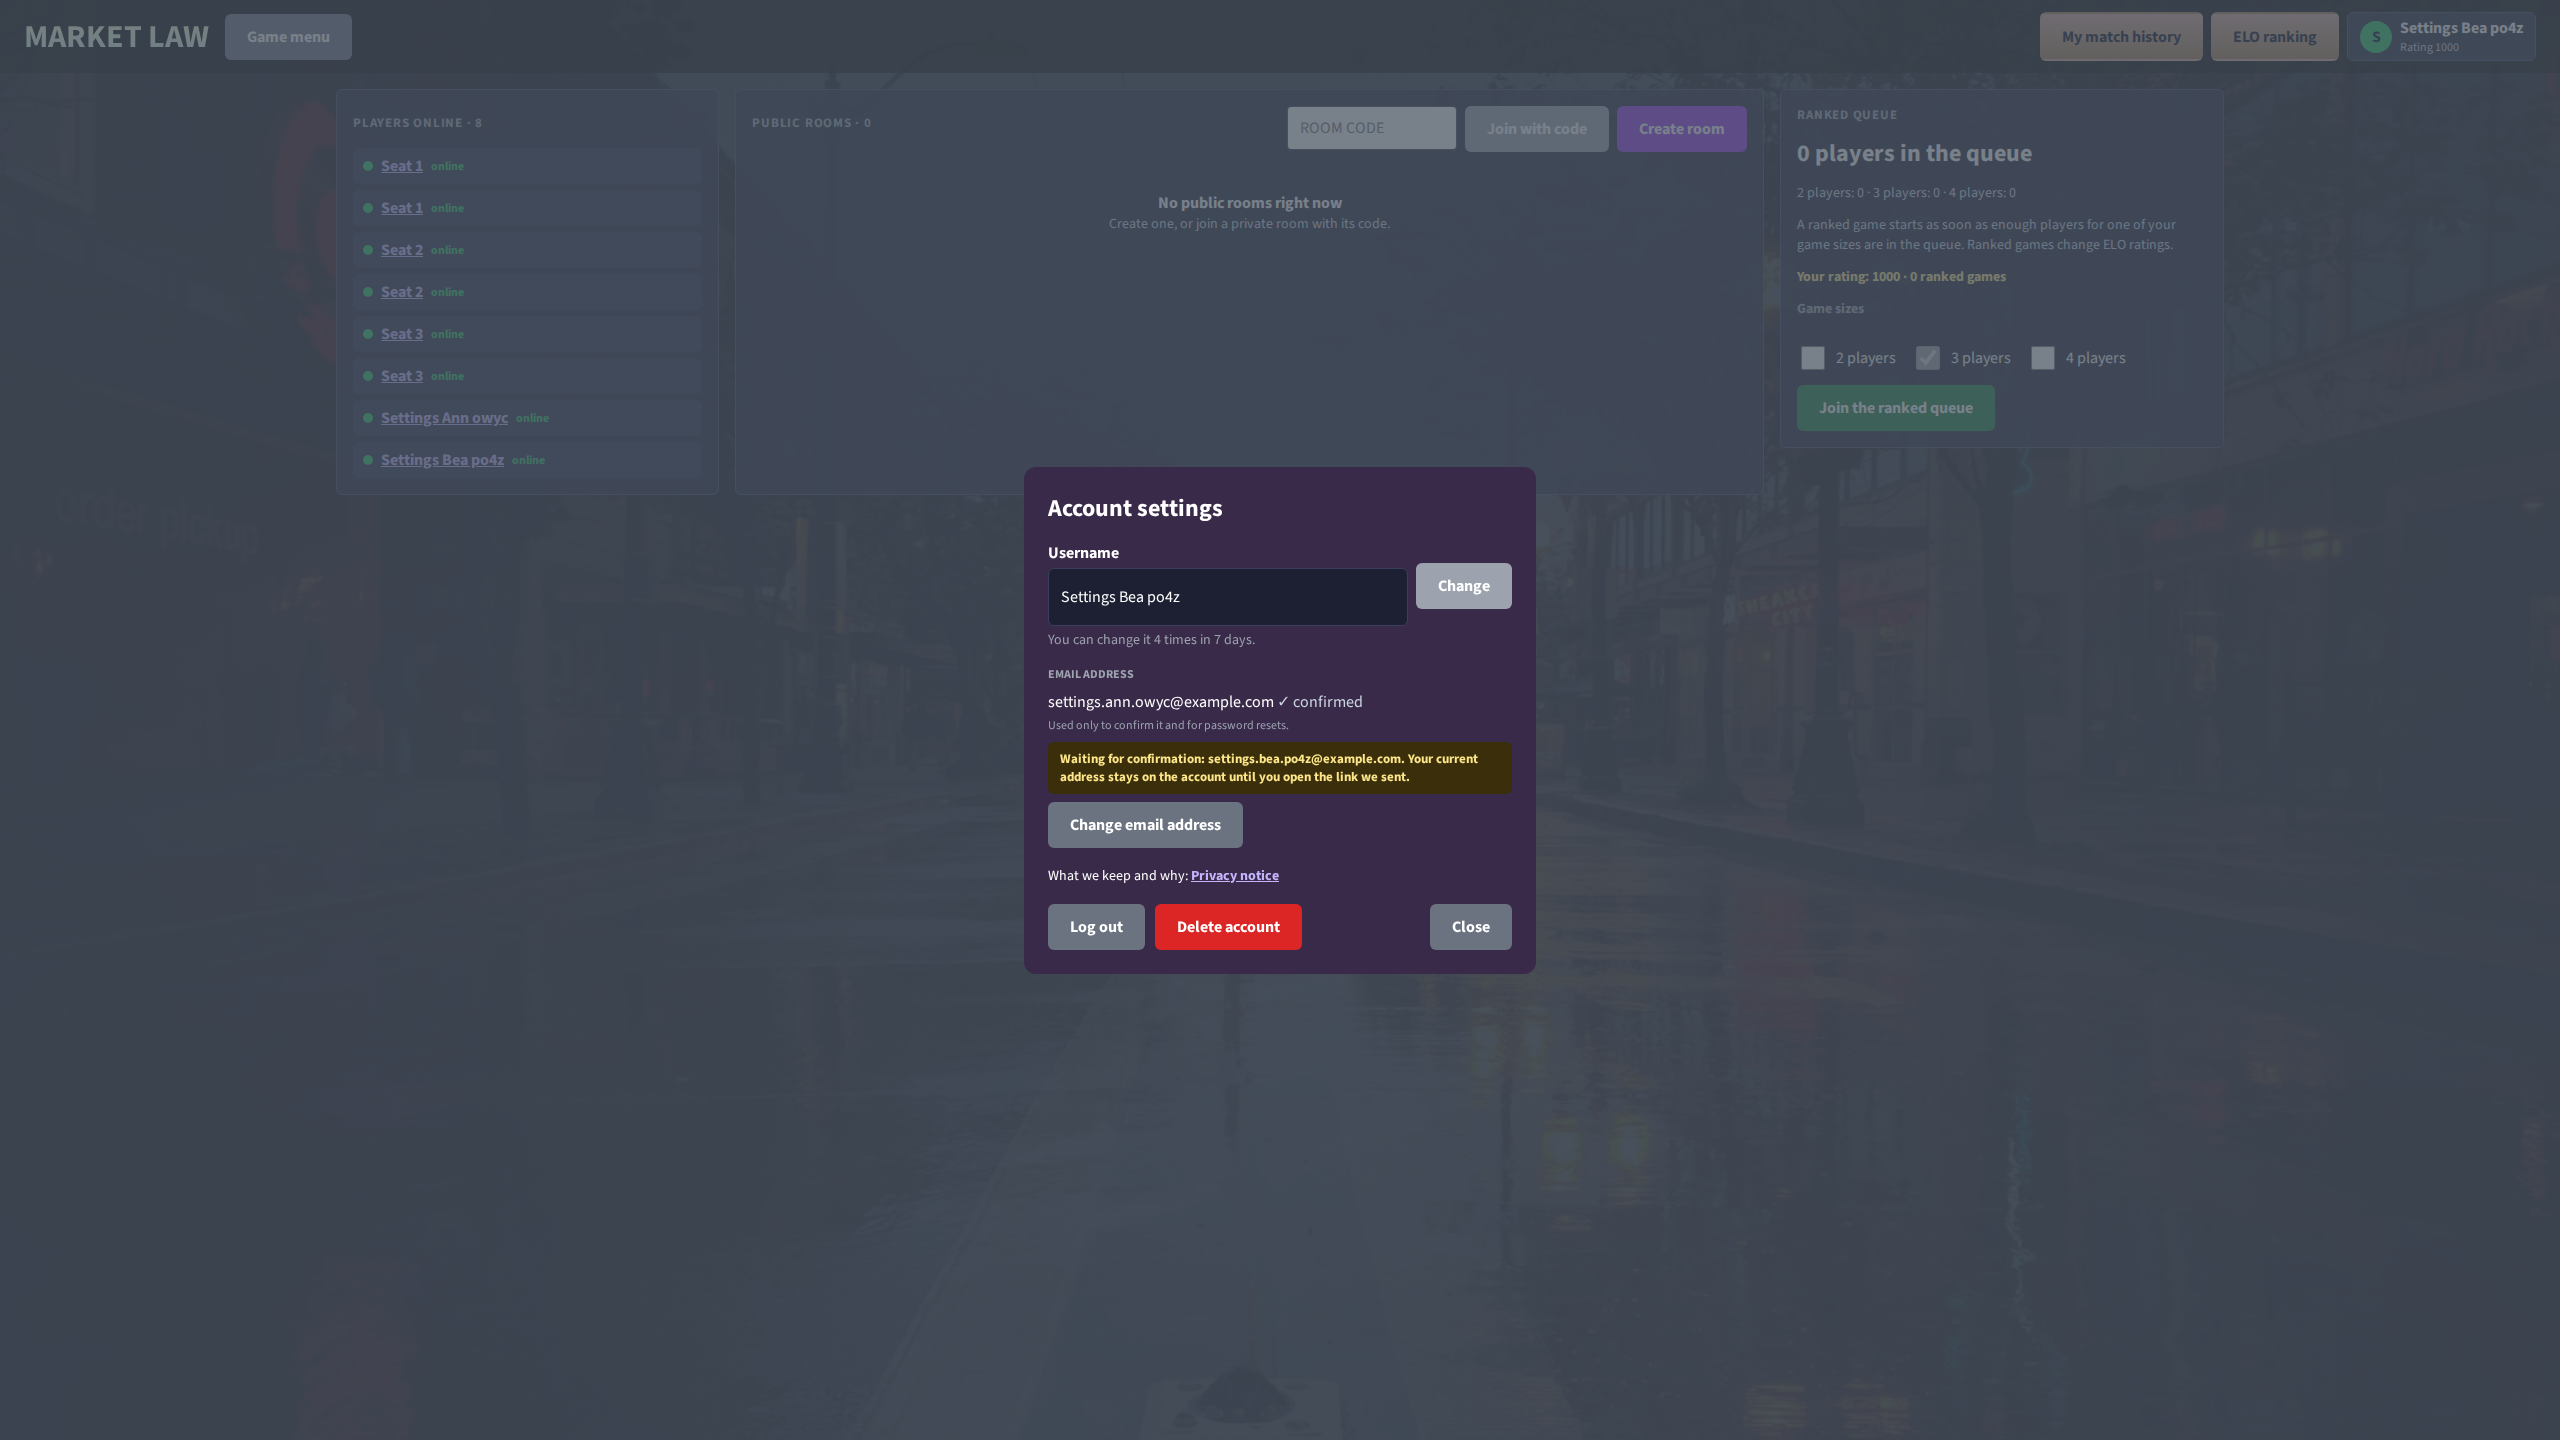 MARKET LAW
Game menu
My match history
ELO ranking
S
Settings Bea po4z
Rating 1000
PLAYERS ONLINE · 8
Seat 1 online
Seat 1 online
Seat 2 online
Seat 2 online
Seat 3 online
Seat 3 online
Settings Ann owyc online
Settings Bea po4z online
PUBLIC ROOMS · 0
ROOM CODE
Join with code
Create room
No public rooms right now
Create one, or join a private room with its code.
RANKED QUEUE
0 players in the queue
2 players: 0 · 3 players: 0 · 4 players: 0
A ranked game starts as soon as enough players for one of your
game sizes are in the queue. Ranked games change ELO ratings.
Your rating: 1000 · 0 ranked games
Game sizes
2 players
3 players
4 players
Join the ranked queue
order pickup
SNEAKER
CITY
Account settings
Username
Settings Bea po4z
Change
You can change it 4 times in 7 days.
EMAIL ADDRESS
settings.ann.owyc@example.com ✓ confirmed
Used only to confirm it and for password resets.
Waiting for confirmation: settings.bea.po4z@example.com. Your current
address stays on the account until you open the link we sent.
Change email address
What we keep and why: Privacy notice
Log out
Delete account
Close